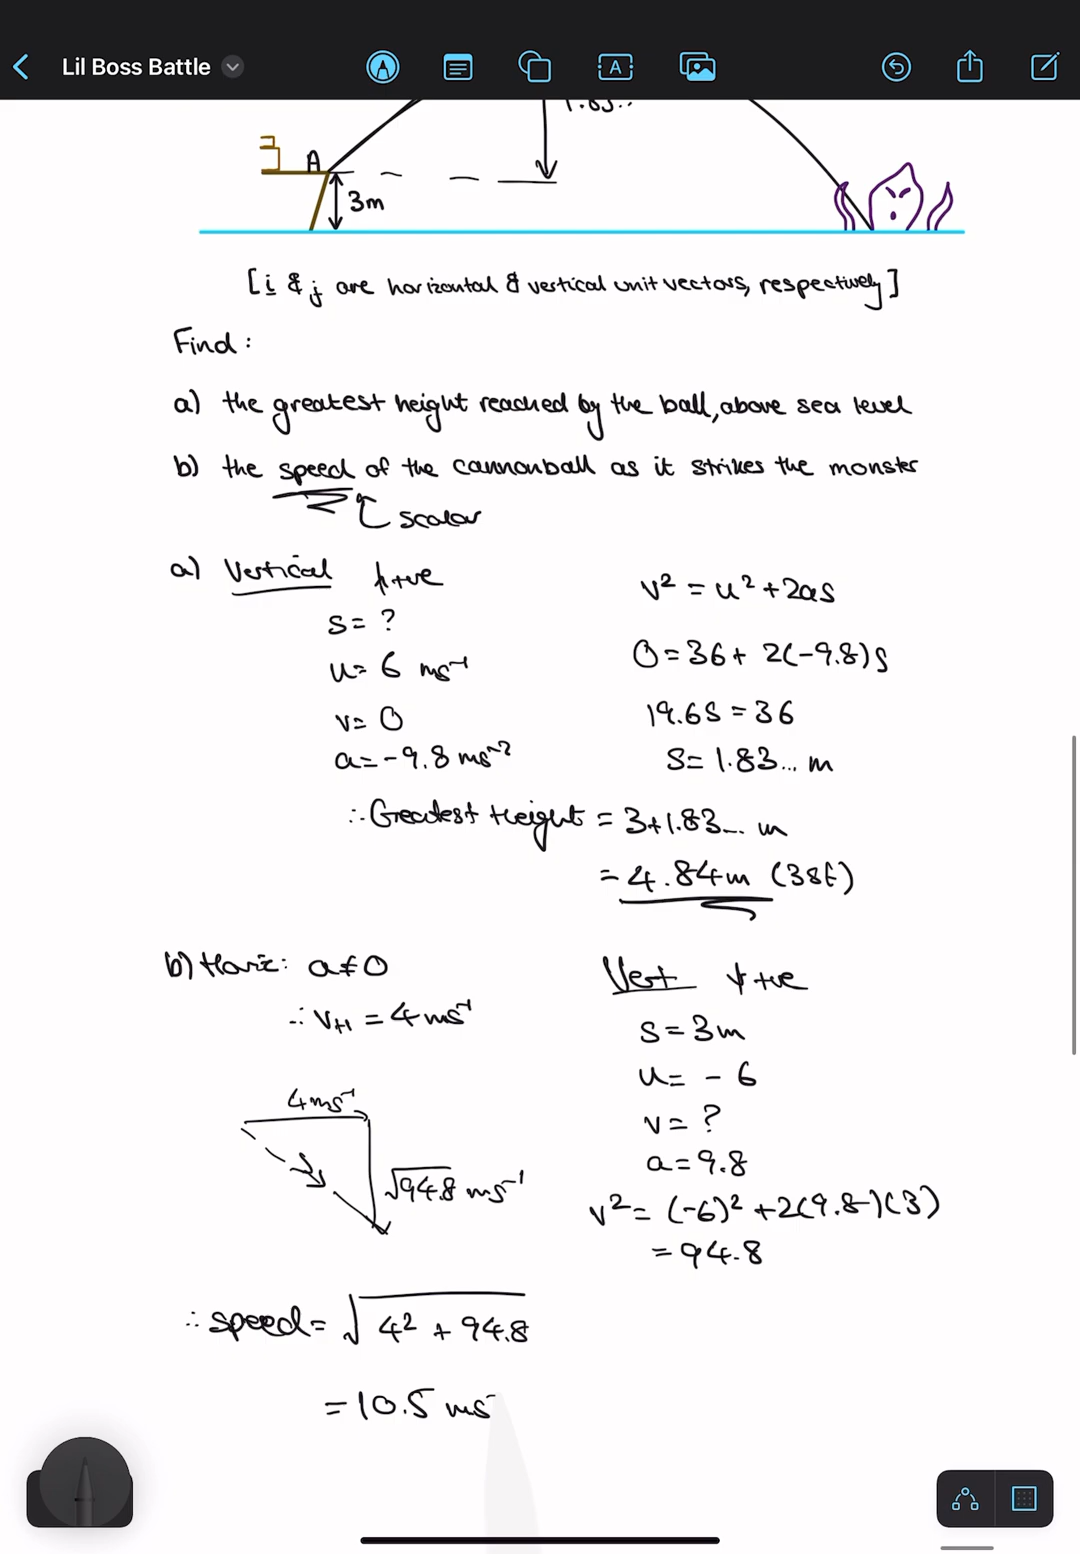 Lil Boss Battle
A
3m
[i & j are horizontal & vertical unit vectors, respectively]
Find:
a) the greatest height reached by the ball, above sea level
b) the speed of the cannonball as it strikes the monster
scalar
a) Vertical ↑+ve
s= ?
u= 6 ms⁻¹
v= 0
a=-9.8 ms⁻²
v² = u² + 2as
0 = 36 + 2(-9.8)s
19.6s = 36
s= 1.83... m
∴ Greatest Height = 3+1.83... m
= 4.84m (3sf)
b) Horiz: a≠0
∴ vH = 4ms⁻¹
4ms⁻¹
√94.8 ms⁻¹
Vert ↓+ve
s=3m
u= -6
v= ?
a=9.8
v²= (-6)² +2(9.8)(3)
= 94.8
∴ speed= √4² + 94.8
= 10.5 ms⁻